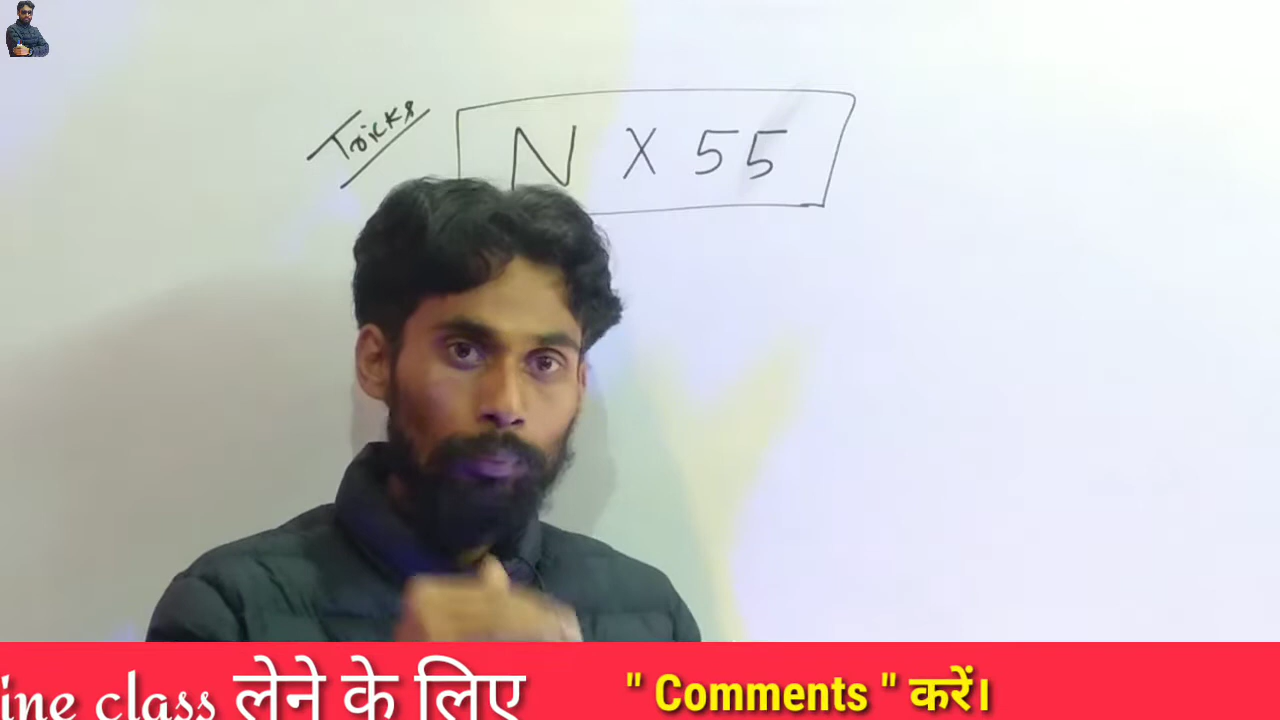 Tricks
N X 55
ine class लेने के लिए " Comments " करें।